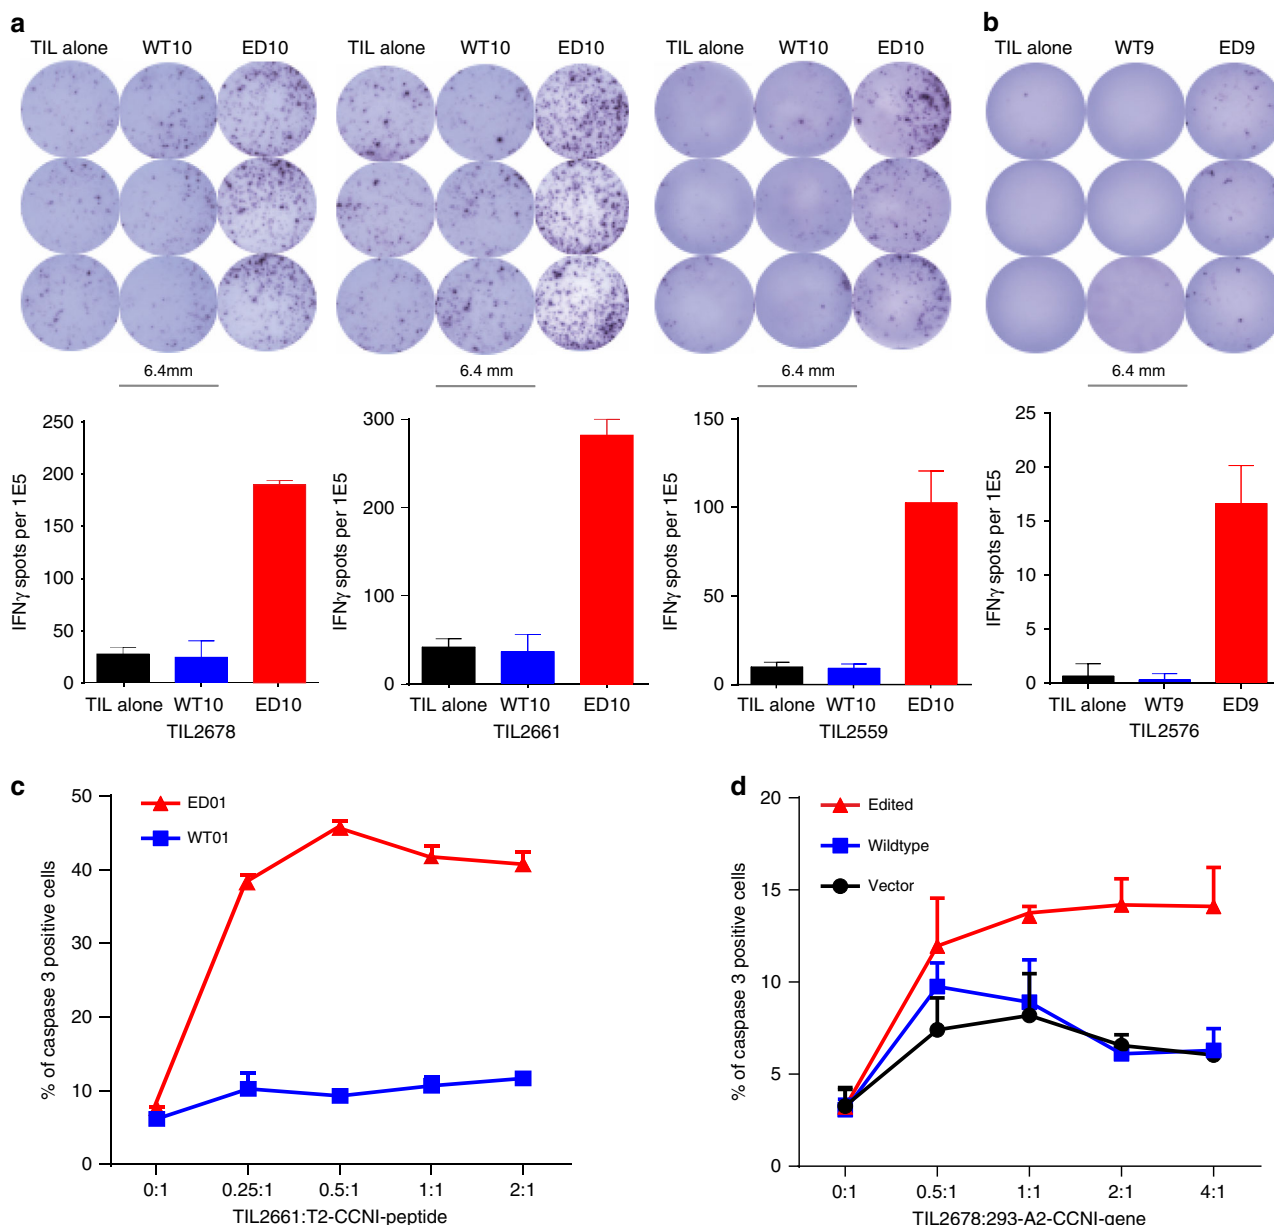 a
b
TIL alone WT10 ED10
TIL alone WT10 ED10
TIL alone WT10 ED10
TIL alone WT9 ED9
6.4mm
6.4 mm
6.4 mm
6.4 mm
IFNγ spots per 1E5
250
200
150
100
50
0
TIL alone WT10 ED10
TIL2678
IFNγ spots per 1E5
300
200
100
0
TIL alone WT10 ED10
TIL2661
IFNγ spots per 1E5
150
100
50
0
TIL alone WT10 ED10
TIL2559
IFNγ spots per 1E5
25
20
15
10
5
0
TIL alone WT9 ED9
TIL2576
c
% of caspase 3 positive cells
50
40
30
20
10
0
ED01
WT01
0:1 0.25:1 0.5:1 1:1 2:1
TIL2661:T2-CCNI-peptide
d
% of caspase 3 positive cells
20
15
10
5
0
Edited
Wildtype
Vector
0:1 0.5:1 1:1 2:1 4:1
TIL2678:293-A2-CCNI-gene